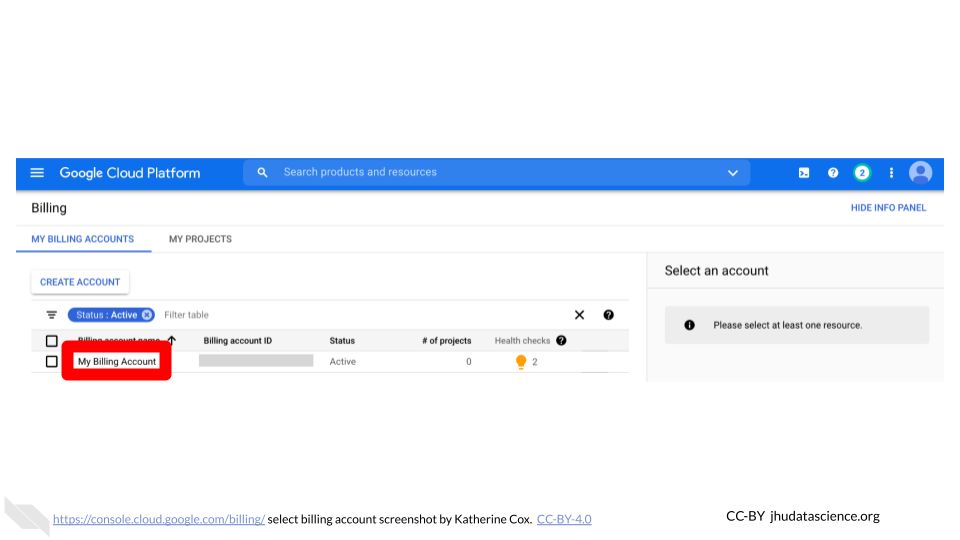 Google Cloud Platform
Search products and resources
2
Billing
HIDE INFO PANEL
MY BILLING ACCOUNTS
MY PROJECTS
Select an account
CREATE ACCOUNT
Status : Active
Filter table
Please select at least one resource.
Billing account name
Billing account ID
Status
# of projects
Health checks
My Billing Account
Active
0
2
https://console.cloud.google.com/billing/ select billing account screenshot by Katherine Cox. CC-BY-4.0
CC-BY jhudatascience.org